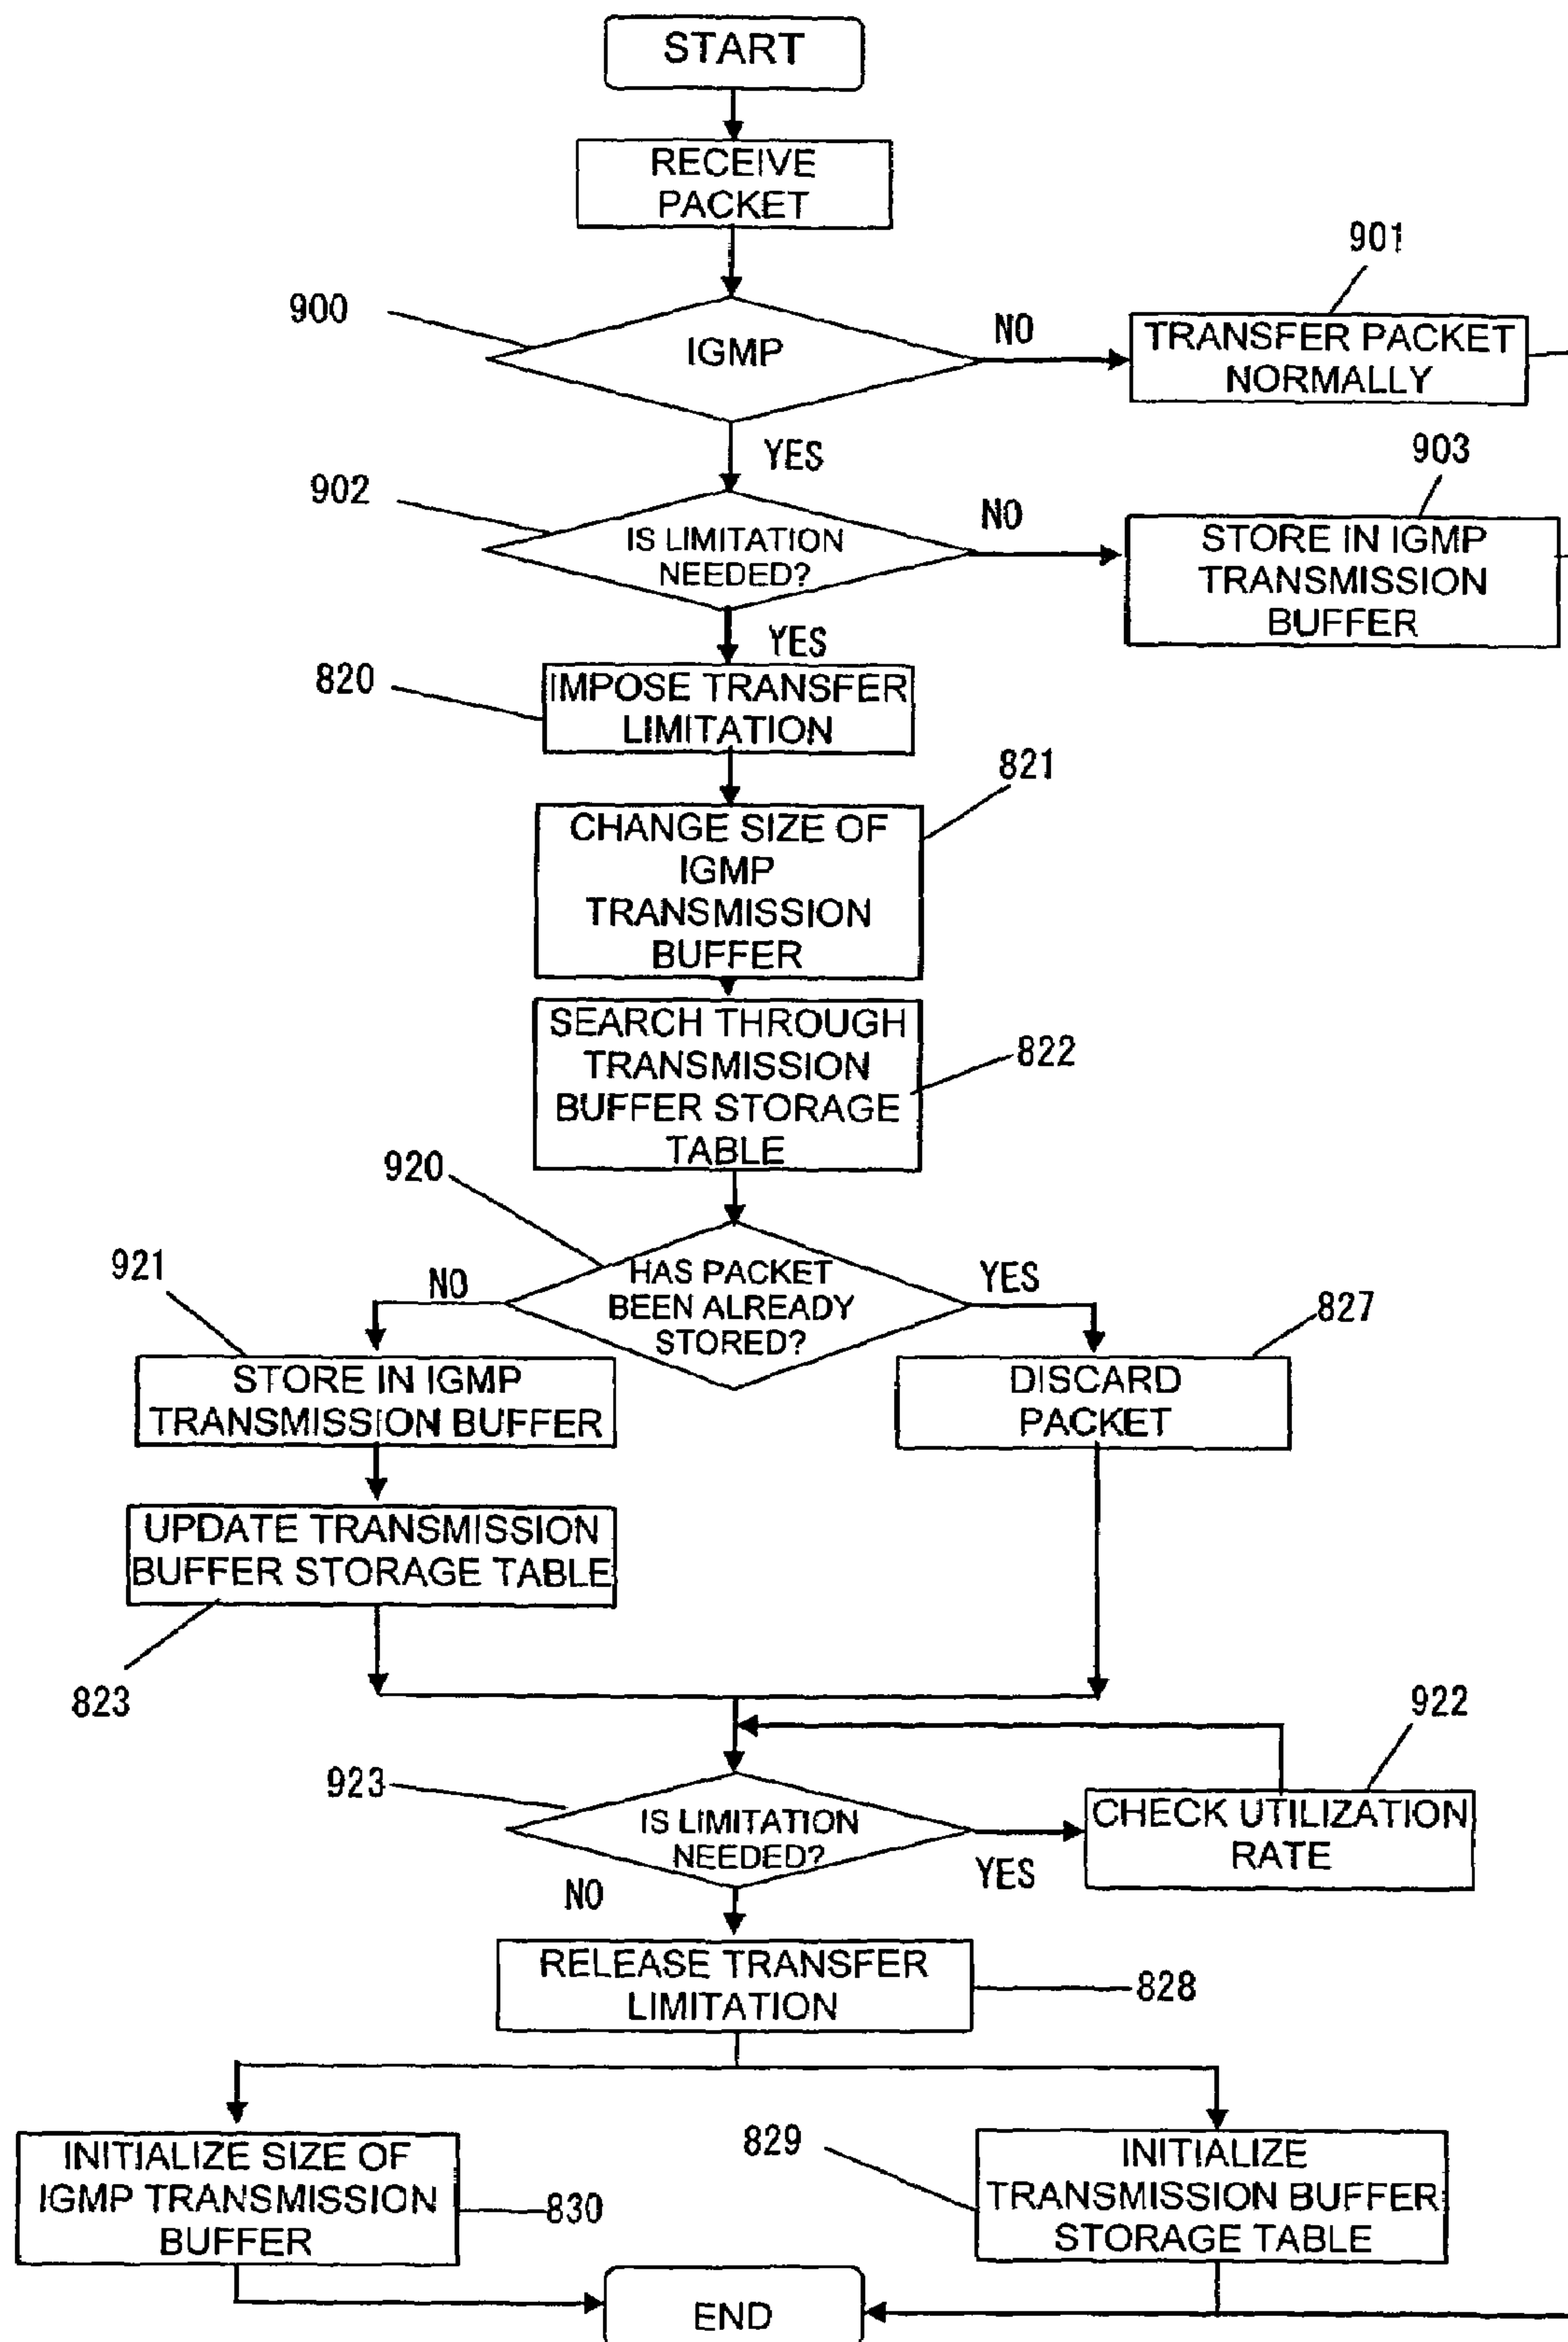 START
RECEIVE
PACKET
901
900
IGMP
NO
TRANSFER PACKET
NORMALLY
YES
903
902
IS LIMITATION
NEEDED?
NO
STORE IN IGMP
TRANSMISSION
BUFFER
YES
820
IMPOSE TRANSFER
LIMITATION
821
CHANGE SIZE OF
IGMP
TRANSMISSION
BUFFER
SEARCH THROUGH
TRANSMISSION
BUFFER STORAGE
TABLE
822
920
HAS PACKET
BEEN ALREADY
STORED?
921
NO
YES
827
STORE IN IGMP
TRANSMISSION BUFFER
DISCARD
PACKET
UPDATE TRANSMISSION
BUFFER STORAGE TABLE
823
922
923
IS LIMITATION
NEEDED?
CHECK UTILIZATION
RATE
YES
NO
RELEASE TRANSFER
LIMITATION
828
INITIALIZE SIZE OF
IGMP TRANSMISSION
BUFFER
830
829
INITIALIZE
TRANSMISSION BUFFER
STORAGE TABLE
END